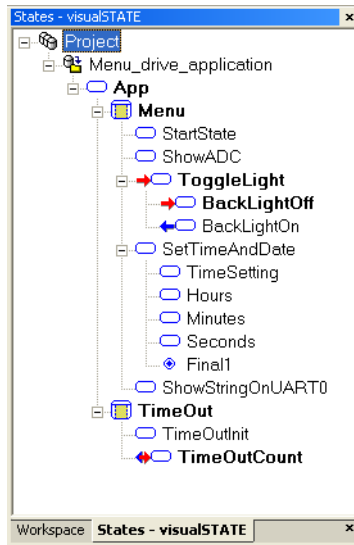 States - visualSTATE
Project
Menu_drive_application
App
Menu
StartState
ShowADC
ToggleLight
BackLightOff
BackLightOn
SetTimeAndDate
TimeSetting
Hours
Minutes
Seconds
Final1
ShowStringOnUART0
TimeOut
TimeOutInit
TimeOutCount
Workspace States - visualSTATE